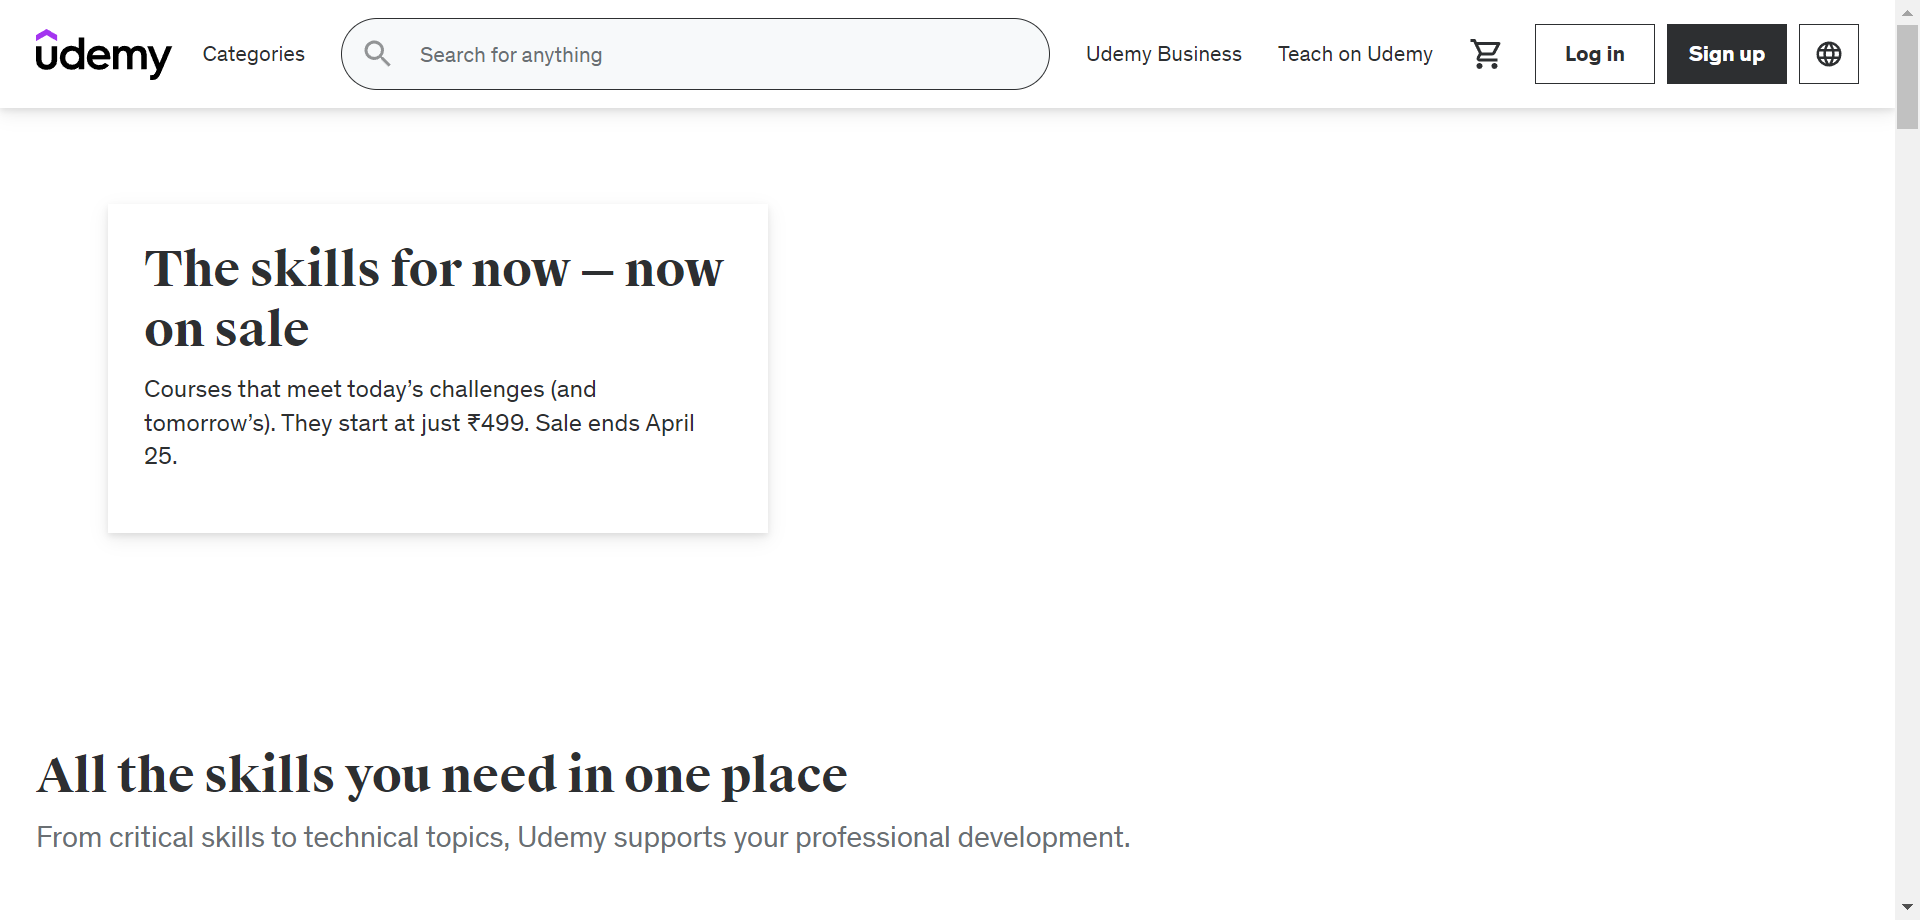 udemy
Categories
Search for anything
Udemy Business
Teach on Udemy
Log in
Sign up
The skills for now – now
on sale
Courses that meet today’s challenges (and
tomorrow’s). They start at just ₹499. Sale ends April
25.
All the skills you need in one place
From critical skills to technical topics, Udemy supports your professional development.